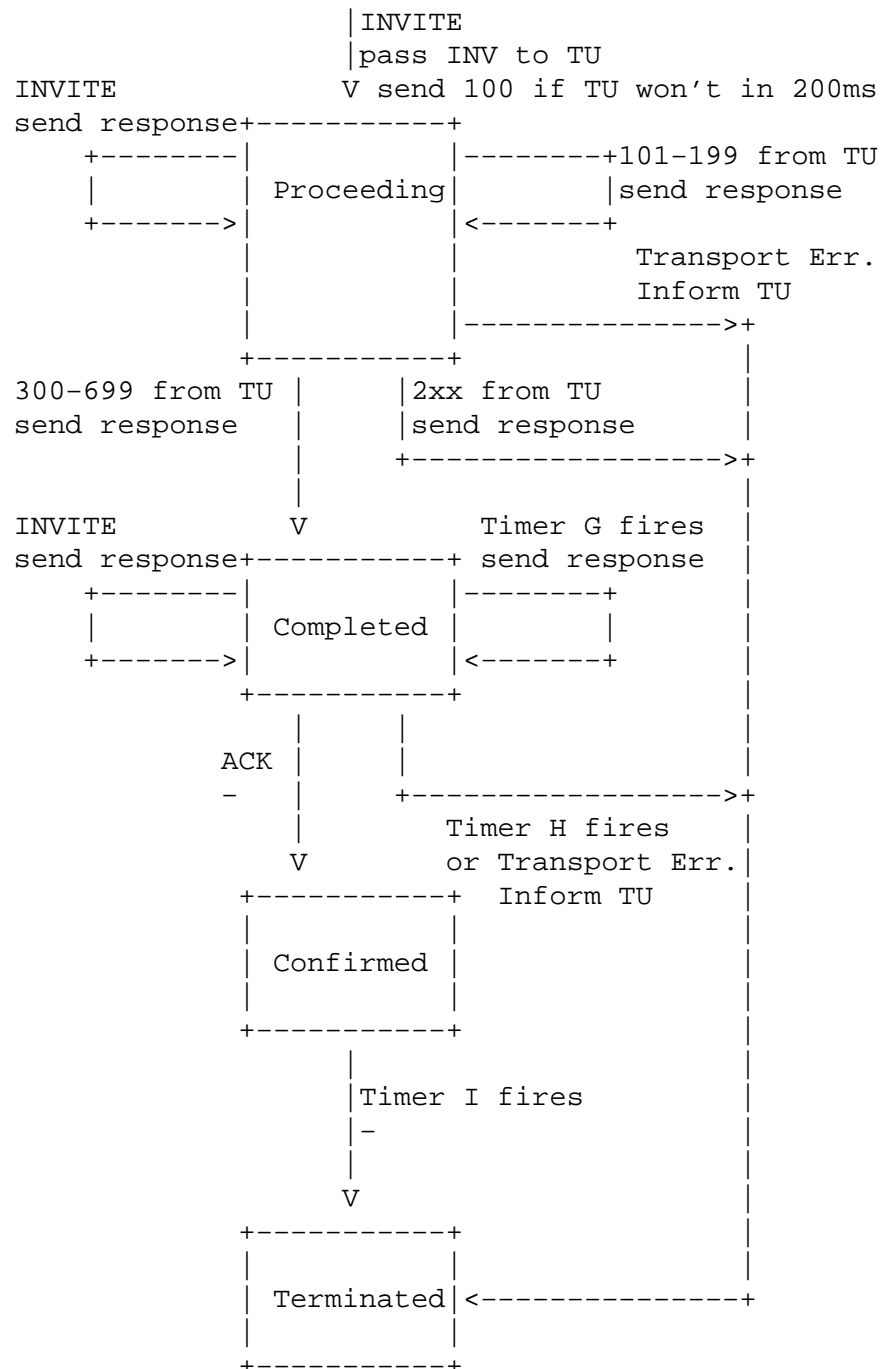 |INVITE
|pass INV to TU
INVITE V send 100 if TU won't in 200ms
send response+-----------+
+--------| |--------+101-199 from TU
| | Proceeding| |send response
+------->| |<-------+
| | Transport Err.
| | Inform TU
| |--------------->+
+-----------+ |
300-699 from TU | |2xx from TU |
send response | |send response |
| +------------------>+
| |
INVITE V Timer G fires |
send response+-----------+ send response |
+--------| |--------+ |
| | Completed | | |
+------->| |<-------+ |
+-----------+ |
| | |
ACK | | |
- | +------------------>+
| Timer H fires |
V or Transport Err.|
+-----------+ Inform TU |
| | |
| Confirmed | |
| | |
+-----------+ |
| |
|Timer I fires |
|- |
| |
V |
+-----------+ |
| | |
| Terminated|<---------------+
| |
+-----------+